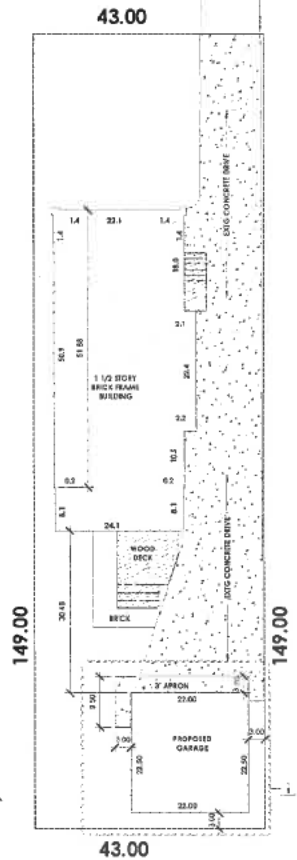 43.00
EXTG CONCRETE DRIVE
1.4
22.1
1.4
1.4
1.4
18.0
2.1
50.9
51.88
22.4
1 1/2 STORY
BRICK FRAME
BUILDING
2.2
10.5
0.2
0.2
8.1
8.1
24.1
WOOD
DECK
EXTG CONCRETE DRIVE
30.48
BRICK
149.00
149.00
3' APRON
9.50
22.00
3.00
3.00
PROPOSED
GARAGE
22.50
22.50
22.00
3.00
1
43.00